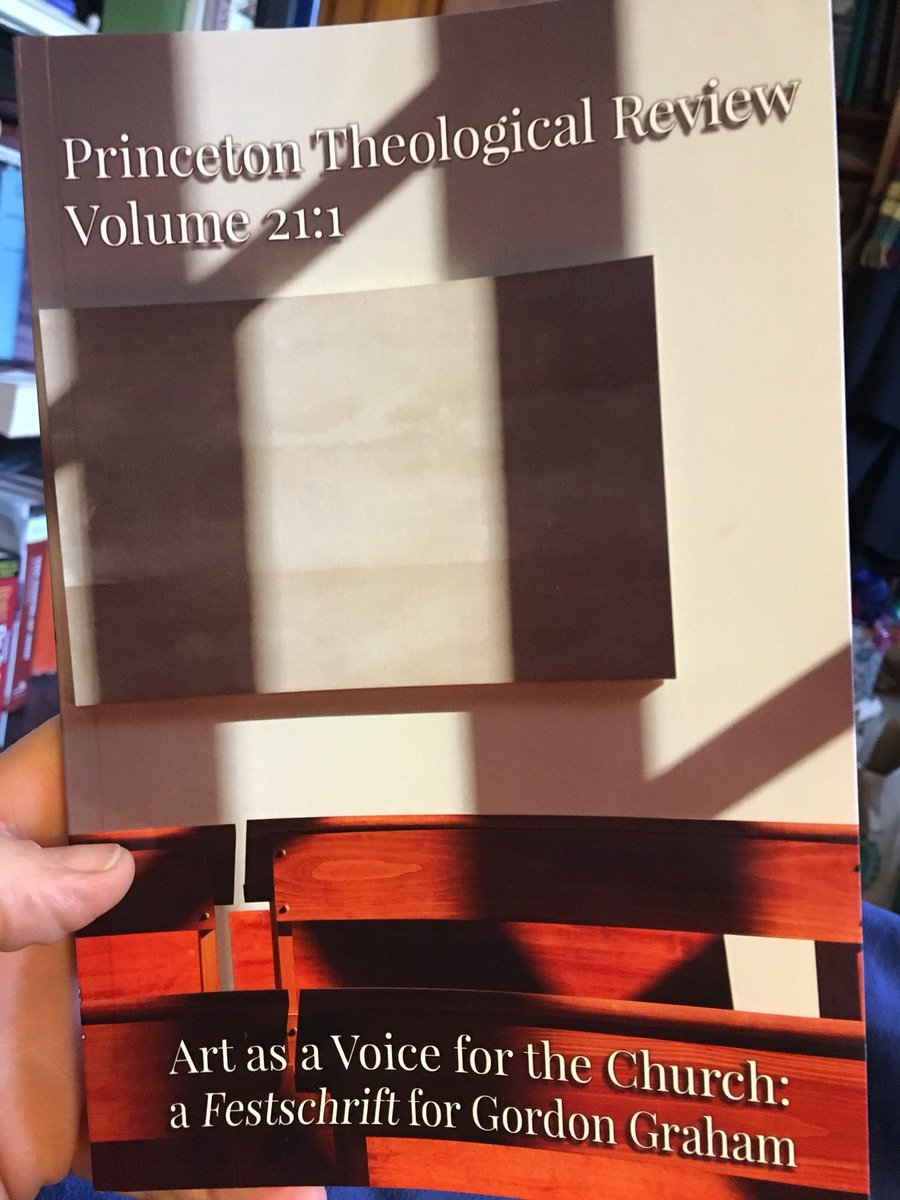 Princeton Theological Review
Volume 21:1
Art as a Voice for the Church:
a Festschrift for Gordon Graham